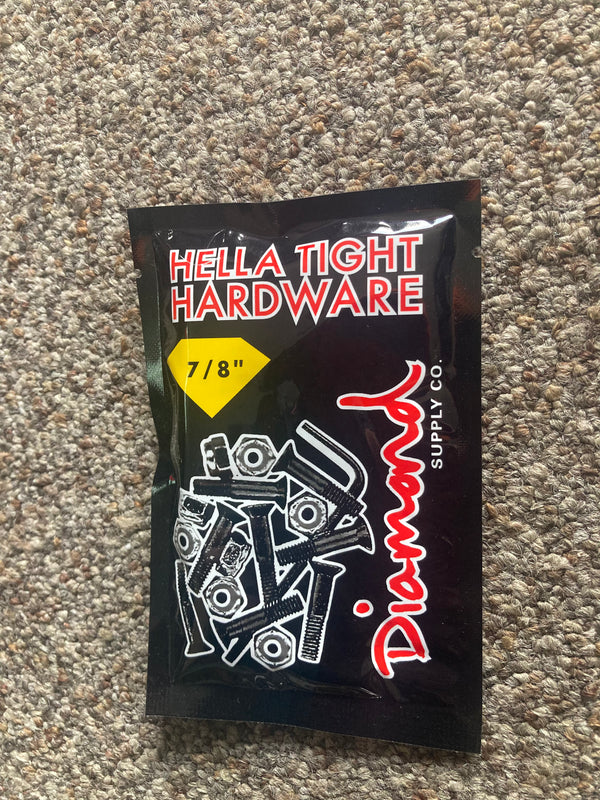 HELLA TIGHT
HARDWARE
7/8"
Diamond
SUPPLY CO.